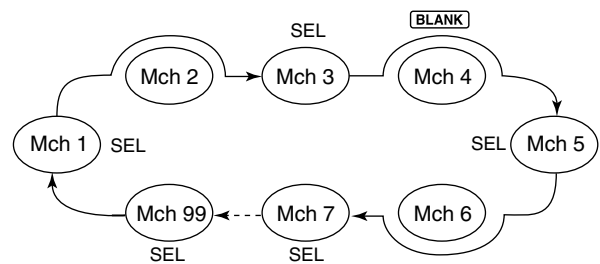 BLANK
SEL
Mch 2
Mch 3
Mch 4
Mch 1
SEL
SEL
Mch 5
Mch 99
Mch 7
Mch 6
SEL
SEL